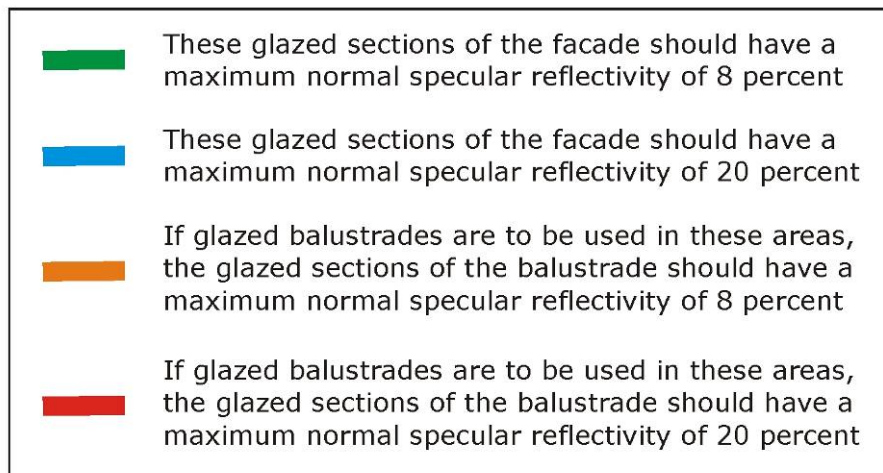 These glazed sections of the facade should have a
maximum normal specular reflectivity of 8 percent
These glazed sections of the facade should have a
maximum normal specular reflectivity of 20 percent
If glazed balustrades are to be used in these areas,
the glazed sections of the balustrade should have a
maximum normal specular reflectivity of 8 percent
If glazed balustrades are to be used in these areas,
the glazed sections of the balustrade should have a
maximum normal specular reflectivity of 20 percent